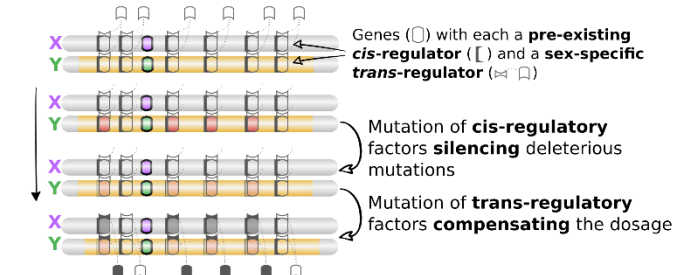 X
Y
Genes ( ) with each a pre-existing
cis-regulator ( ) and a sex-specific
trans-regulator ( )
X
Y
Mutation of cis-regulatory
factors silencing deleterious
mutations
X
Y
Mutation of trans-regulatory
factors compensating the dosage
X
Y